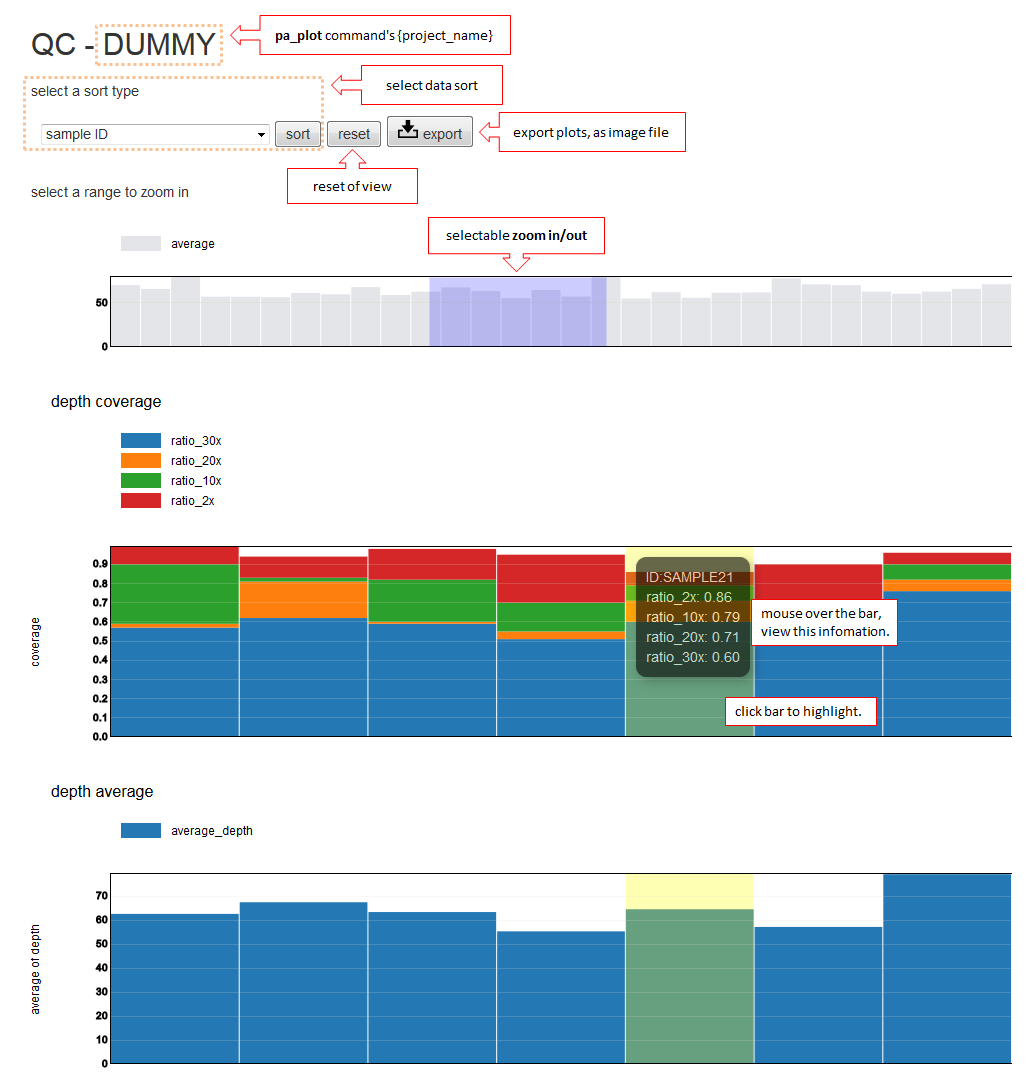 QC - DUMMY
pa_plot command's {project_name}
select a sort type
select data sort
sample ID
sort
reset
export
export plots, as image file
reset of view
select a range to zoom in
selectable zoom in/out
average
50
0
depth coverage
ratio_30x
ratio_20x
ratio_10x
ratio_2x
coverage
0.9
0.8
0.7
0.6
0.5
0.4
0.3
0.2
0.1
0.0
ID:SAMPLE21
ratio_2x: 0.86
ratio_10x: 0.79
ratio_20x: 0.71
ratio_30x: 0.60
mouse over the bar,
view this infomation.
click bar to highlight.
depth average
average_depth
average of depth
70
60
50
40
30
20
10
0